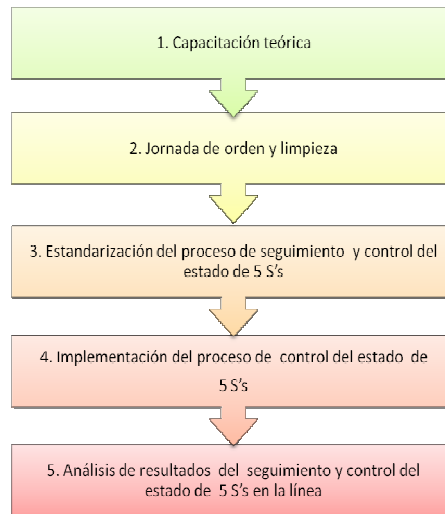 1. Capacitación teórica
2. Jornada de orden y limpieza
3. Estandarización del proceso de seguimiento y control del
estado de 5 S's
4. Implementación del proceso de control del estado de
5 S's
5. Análisis de resultados del seguimiento y control del
estado de 5 S's en la línea